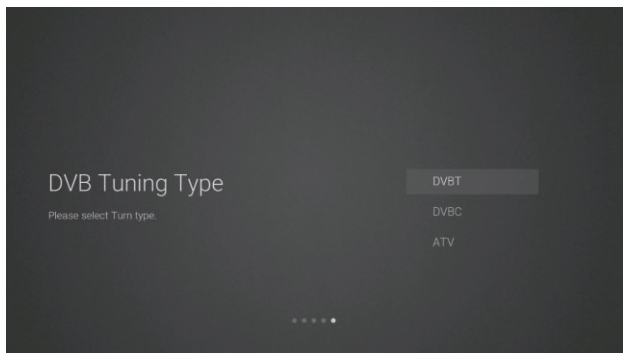 DVB Tuning Type
Please select Turn type.
DVBT
DVBC
ATV